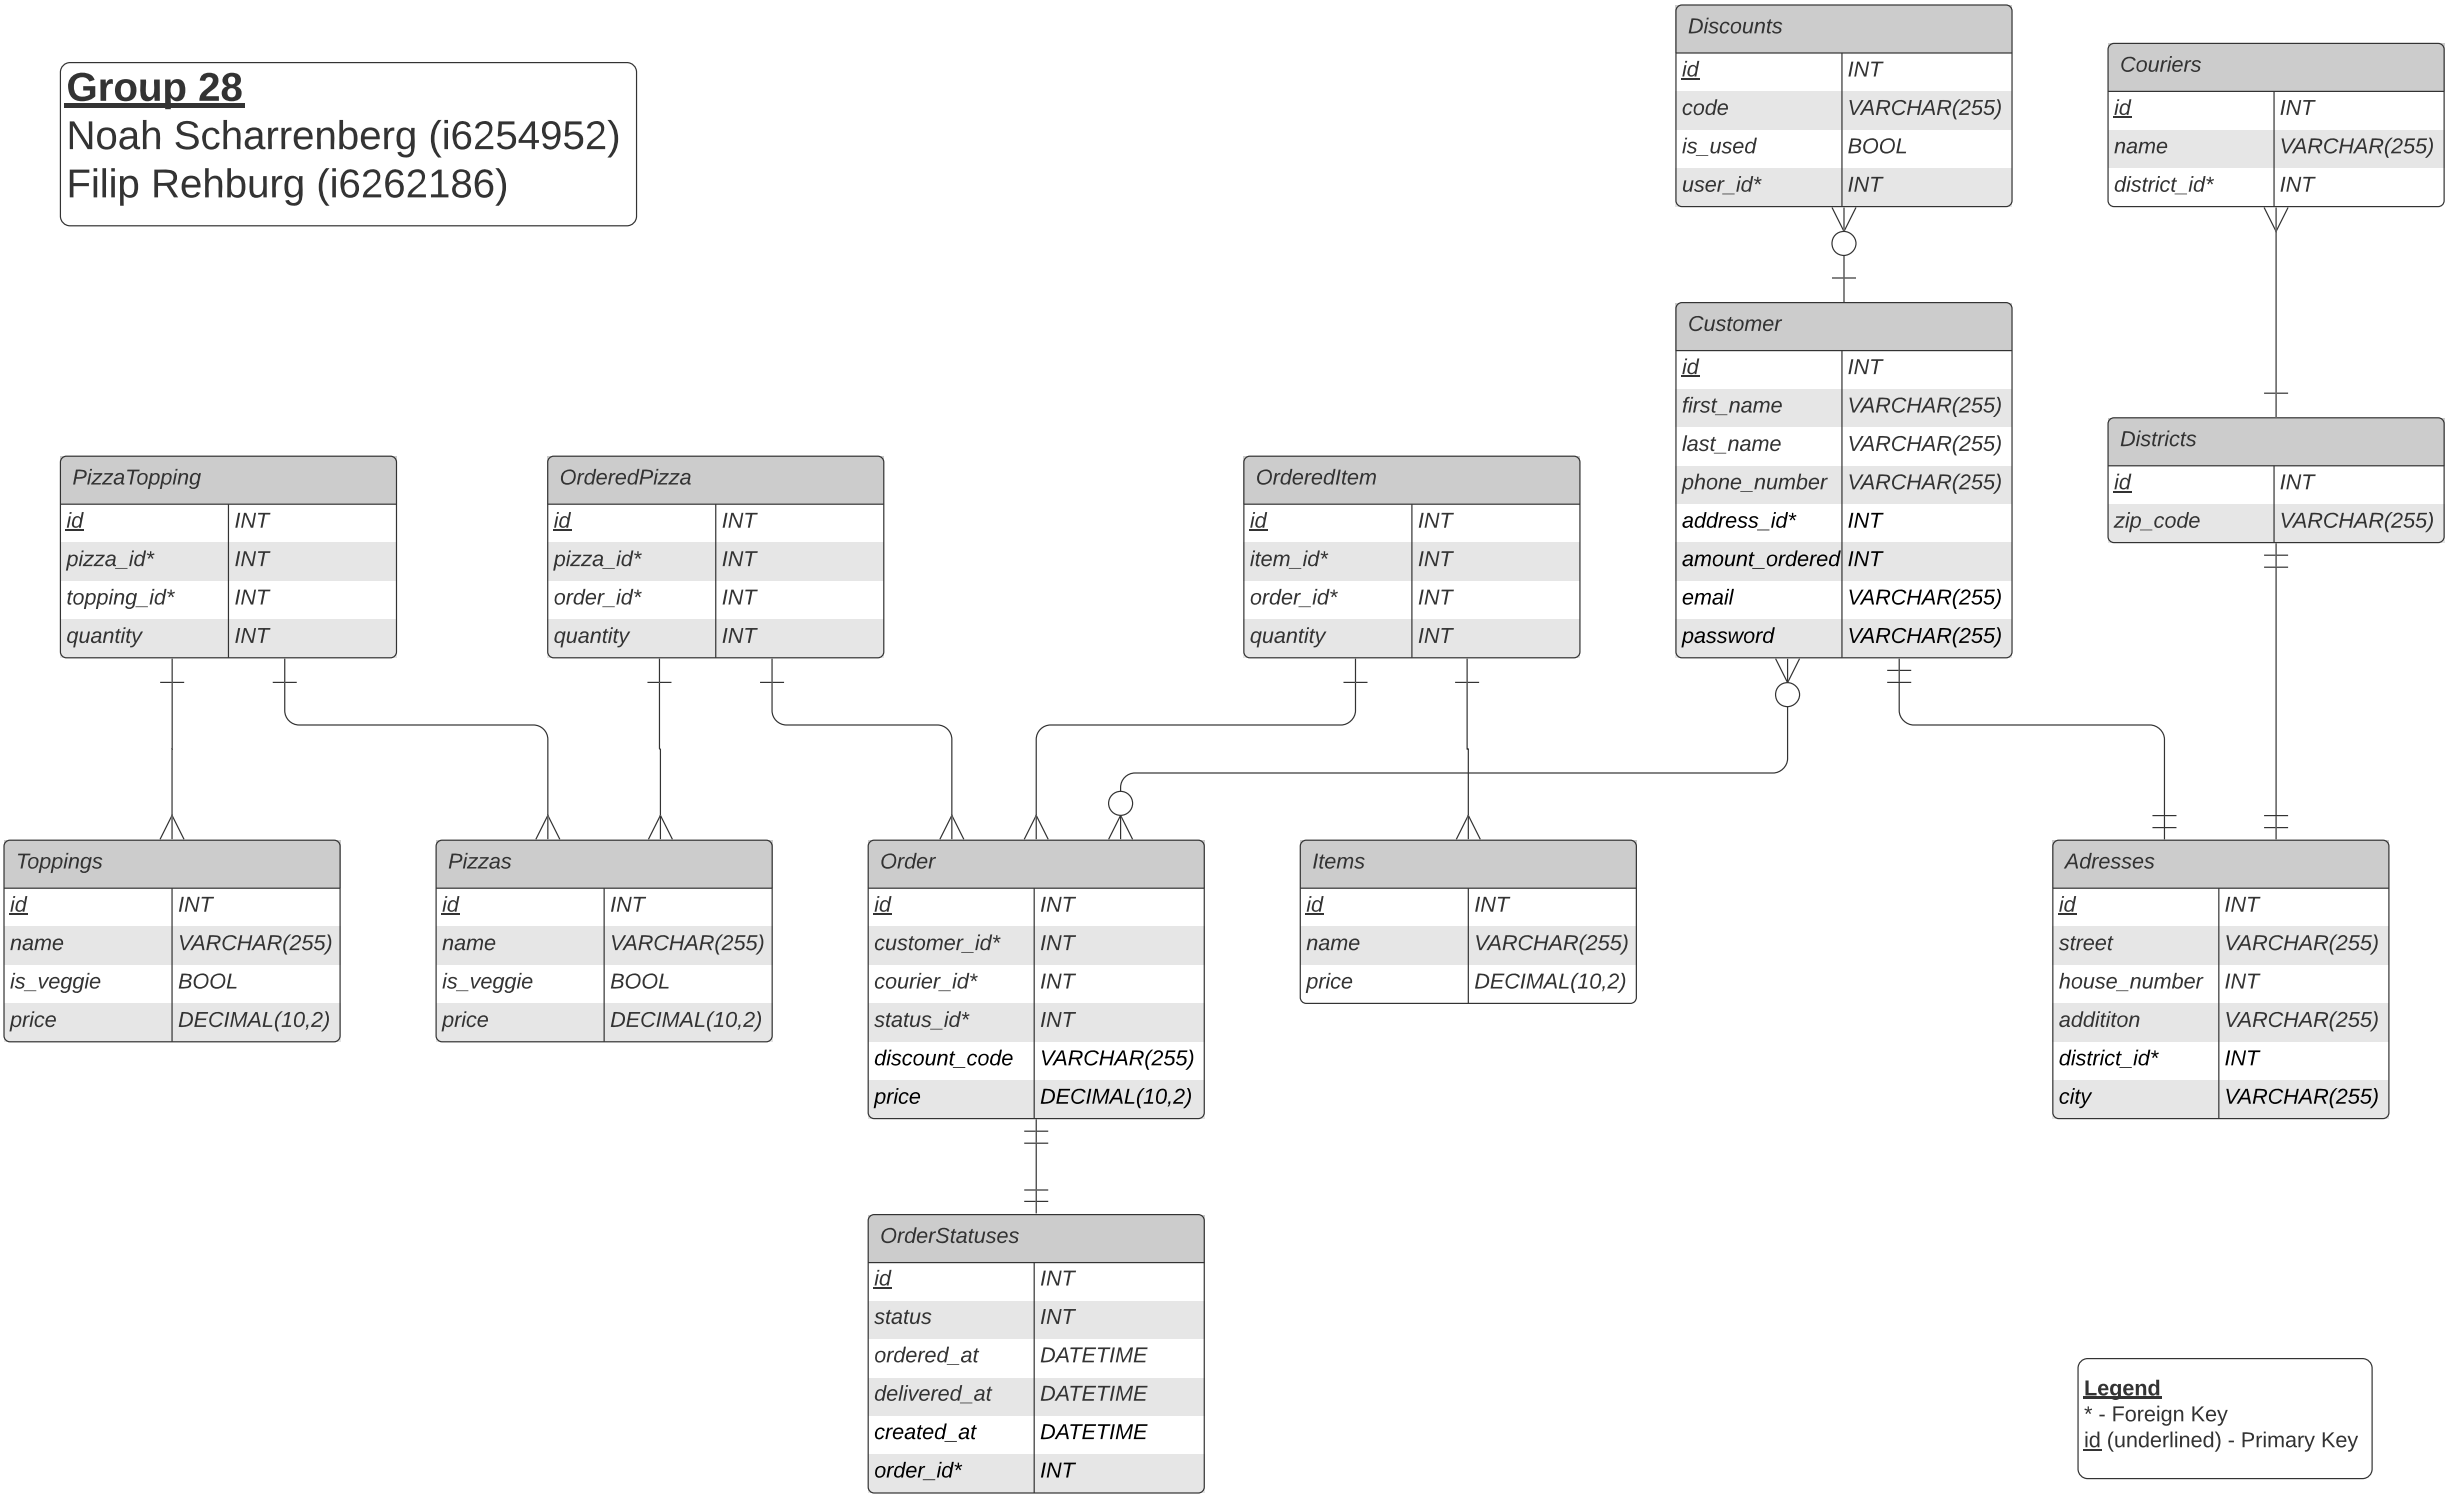 Group 28
Noah Scharrenberg (i6254952)
Filip Rehburg (i6262186)
Discounts
id INT
code VARCHAR(255)
is_used BOOL
user_id* INT
Couriers
id INT
name VARCHAR(255)
district_id* INT
Customer
id INT
first_name VARCHAR(255)
last_name VARCHAR(255)
phone_number VARCHAR(255)
address_id* INT
amount_ordered INT
email VARCHAR(255)
password VARCHAR(255)
Districts
id INT
zip_code VARCHAR(255)
PizzaTopping
id INT
pizza_id* INT
topping_id* INT
quantity INT
OrderedPizza
id INT
pizza_id* INT
order_id* INT
quantity INT
OrderedItem
id INT
item_id* INT
order_id* INT
quantity INT
Toppings
id INT
name VARCHAR(255)
is_veggie BOOL
price DECIMAL(10,2)
Pizzas
id INT
name VARCHAR(255)
is_veggie BOOL
price DECIMAL(10,2)
Order
id INT
customer_id* INT
courier_id* INT
status_id* INT
discount_code VARCHAR(255)
price DECIMAL(10,2)
Items
id INT
name VARCHAR(255)
price DECIMAL(10,2)
Adresses
id INT
street VARCHAR(255)
house_number INT
addititon VARCHAR(255)
district_id* INT
city VARCHAR(255)
OrderStatuses
id INT
status INT
ordered_at DATETIME
delivered_at DATETIME
created_at DATETIME
order_id* INT
Legend
* - Foreign Key
id (underlined) - Primary Key